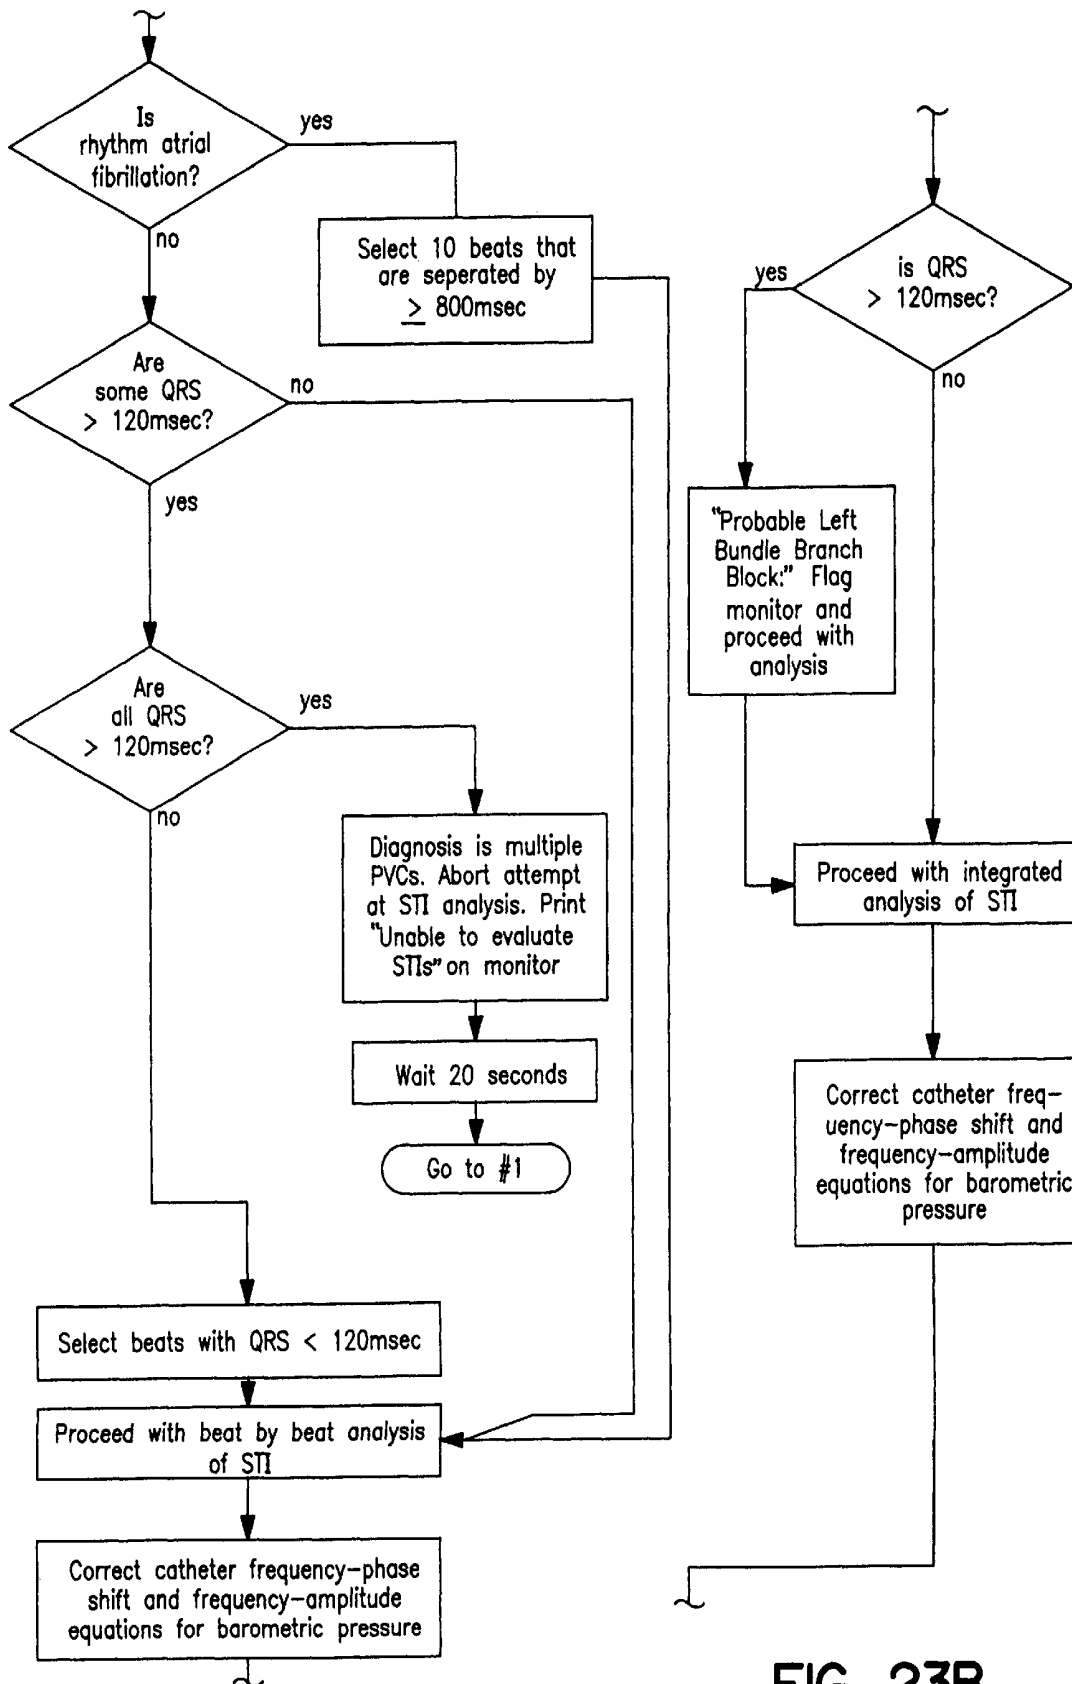 Is
rhythm atrial
fibrillation?
yes
no
Select 10 beats that
are seperated by
≥ 800msec
Are
some QRS
> 120msec?
no
yes
Are
all QRS
> 120msec?
yes
no
Diagnosis is multiple
PVCs. Abort attempt
at STI analysis. Print
"Unable to evaluate
STIs" on monitor
Wait 20 seconds
Go to #1
Select beats with QRS < 120msec
Proceed with beat by beat analysis
of STI
Correct catheter frequency-phase
shift and frequency-amplitude
equations for barometric pressure
is QRS
> 120msec?
yes
no
"Probable Left
Bundle Branch
Block:" Flag
monitor and
proceed with
analysis
Proceed with integrated
analysis of STI
Correct catheter freq-
uency-phase shift and
frequency-amplitude
equations for barometric
pressure
FIG. 23B